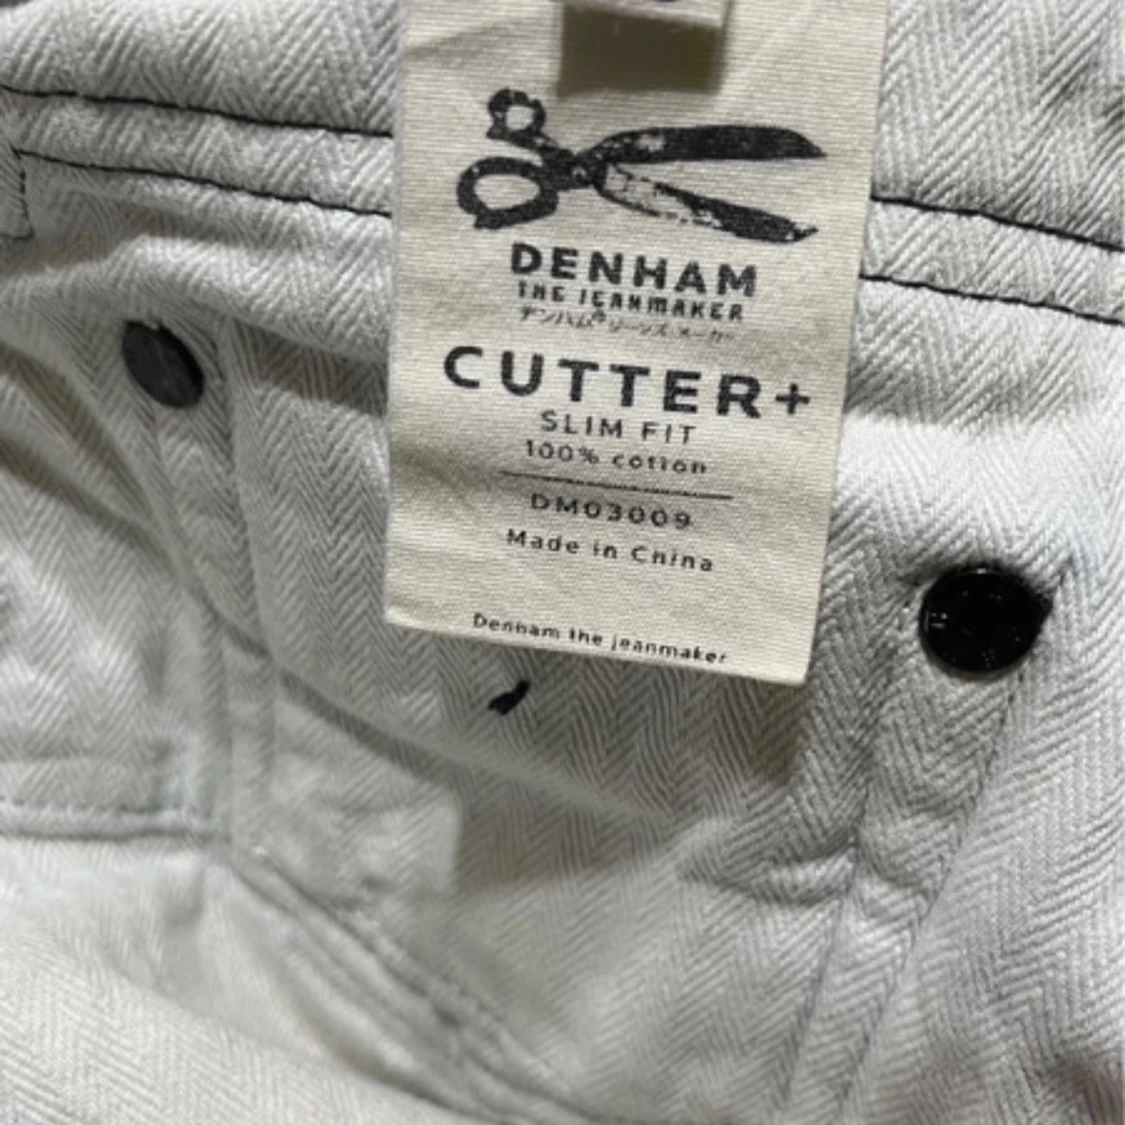 DENHAM
THE JEANMAKER
デンハム®ジーンズ メーカー
CUTTER+
SLIM FIT
100% cotton
DM03009
Made in China
Denham the jeanmaker